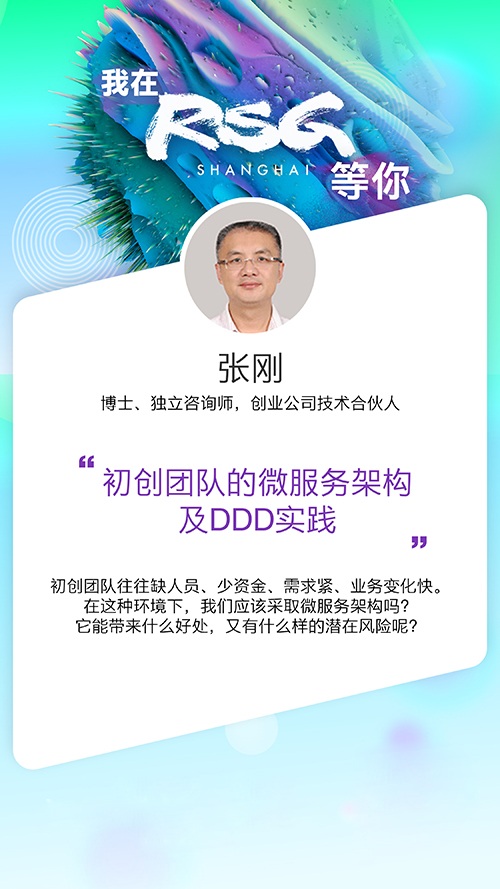 我在
RSG
SHANGHAI
等你
张刚
博士、独立咨询师，创业公司技术合伙人
“初创团队的微服务架构
及DDD实践”
初创团队往往缺人员、少资金、需求紧、业务变化快。
在这种环境下，我们应该采取微服务架构吗？
它能带来什么好处，又有什么样的潜在风险呢？